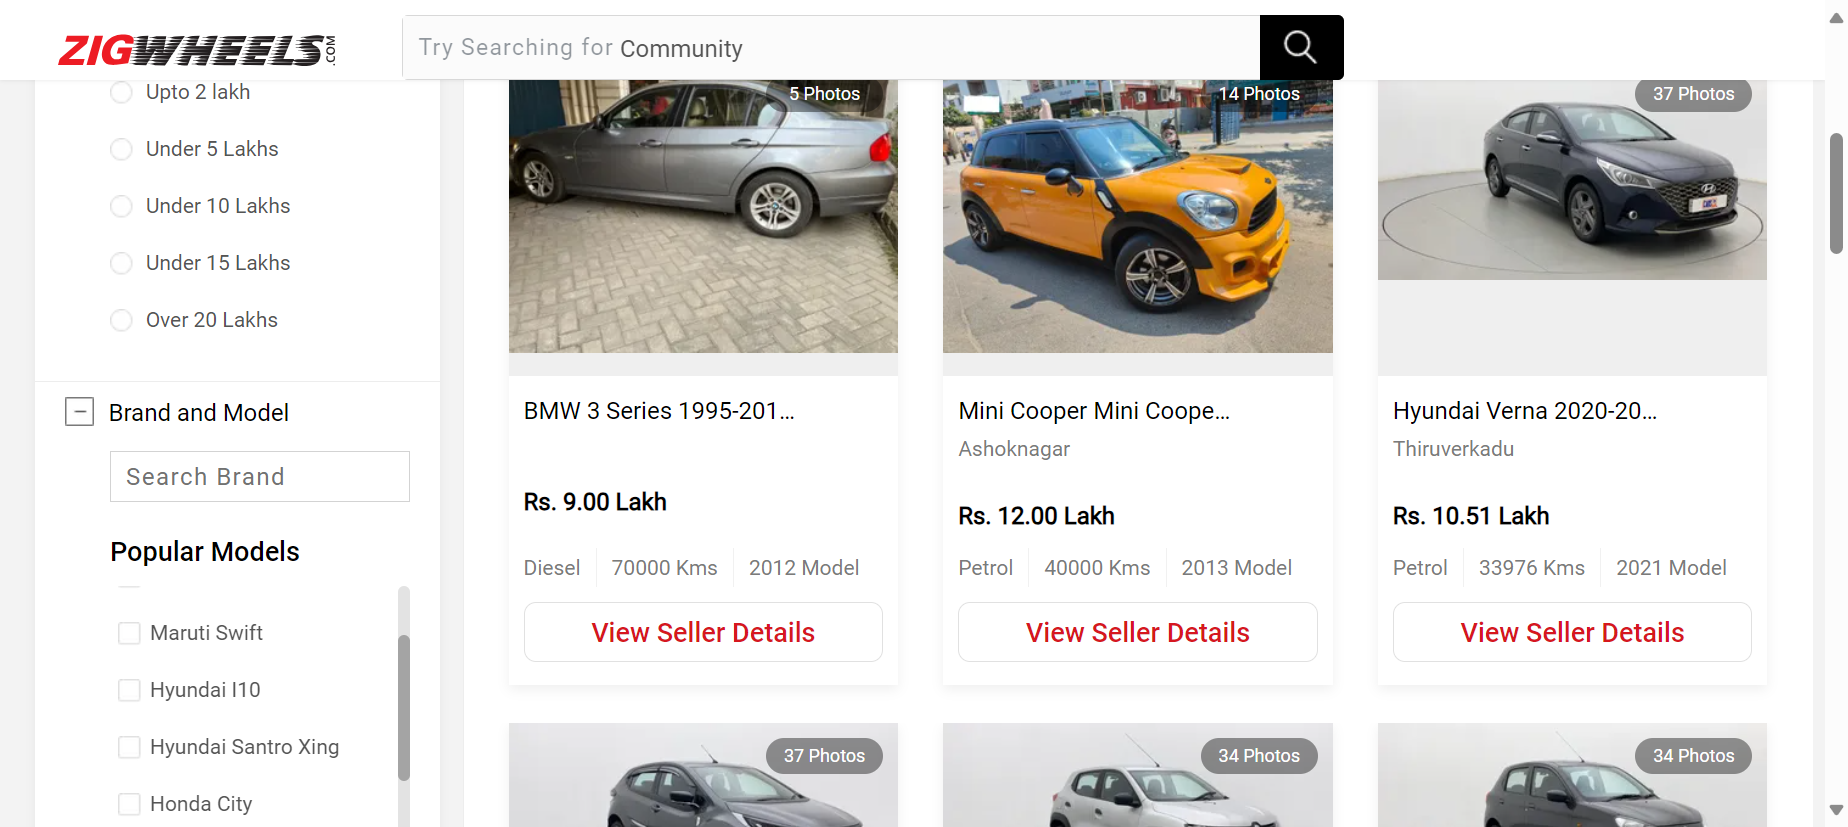 ZIGWHEELS.COM
Try Searching for Community
Upto 2 lakh
Under 5 Lakhs
Under 10 Lakhs
Under 15 Lakhs
Over 20 Lakhs
Brand and Model
Search Brand
Popular Models
Maruti Swift
Hyundai I10
Hyundai Santro Xing
Honda City
5 Photos
BMW 3 Series 1995-201...
Rs. 9.00 Lakh
Diesel 70000 Kms 2012 Model
View Seller Details
14 Photos
Mini Cooper Mini Coope...
Ashoknagar
Rs. 12.00 Lakh
Petrol 40000 Kms 2013 Model
View Seller Details
37 Photos
Hyundai Verna 2020-20...
Thiruverkadu
Rs. 10.51 Lakh
Petrol 33976 Kms 2021 Model
View Seller Details
37 Photos
34 Photos
34 Photos